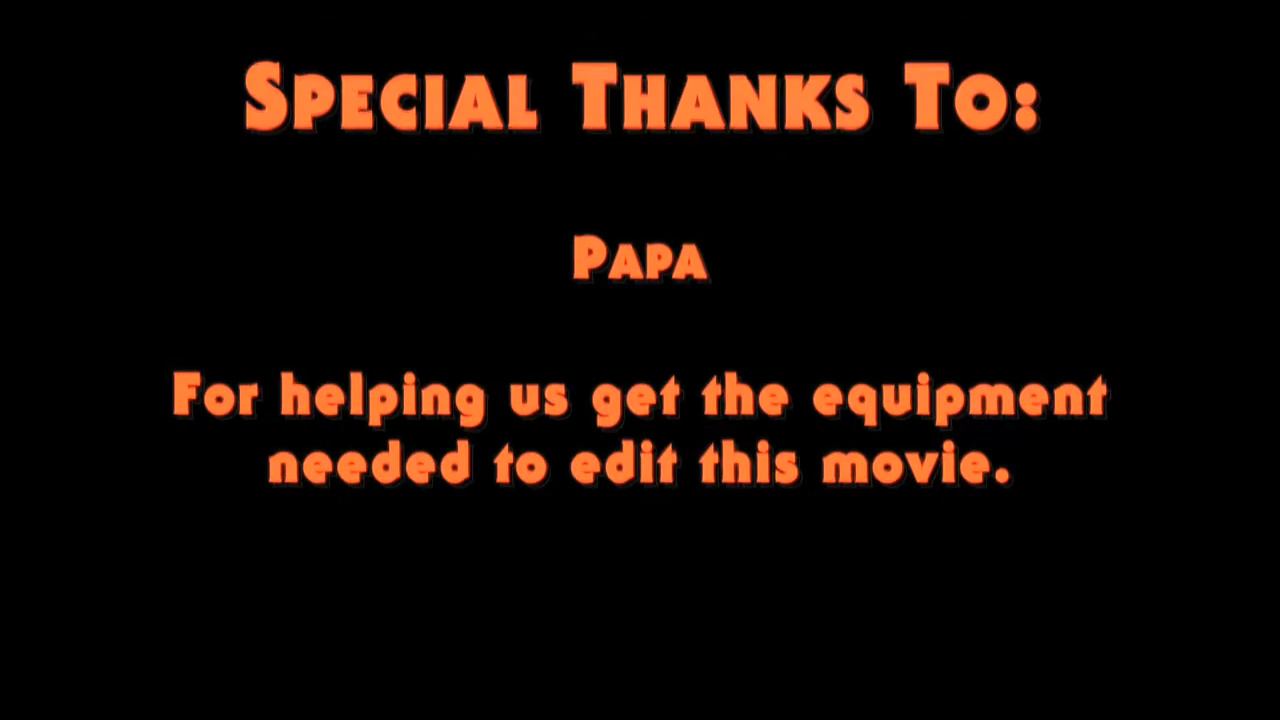 Special Thanks To:
Papa
For helping us get the equipment
needed to edit this movie.